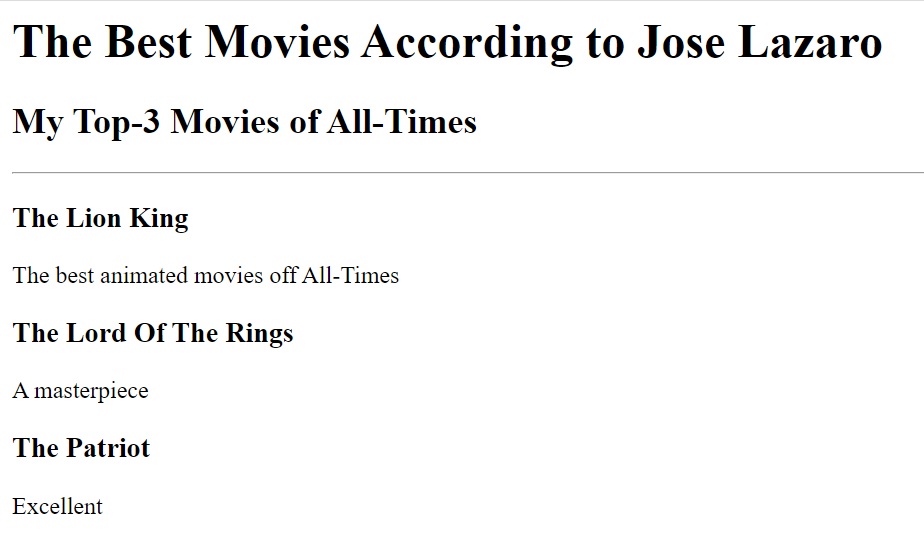 The Best Movies According to Jose Lazaro
My Top-3 Movies of All-Times
The Lion King
The best animated movies off All-Times
The Lord Of The Rings
A masterpiece
The Patriot
Excellent